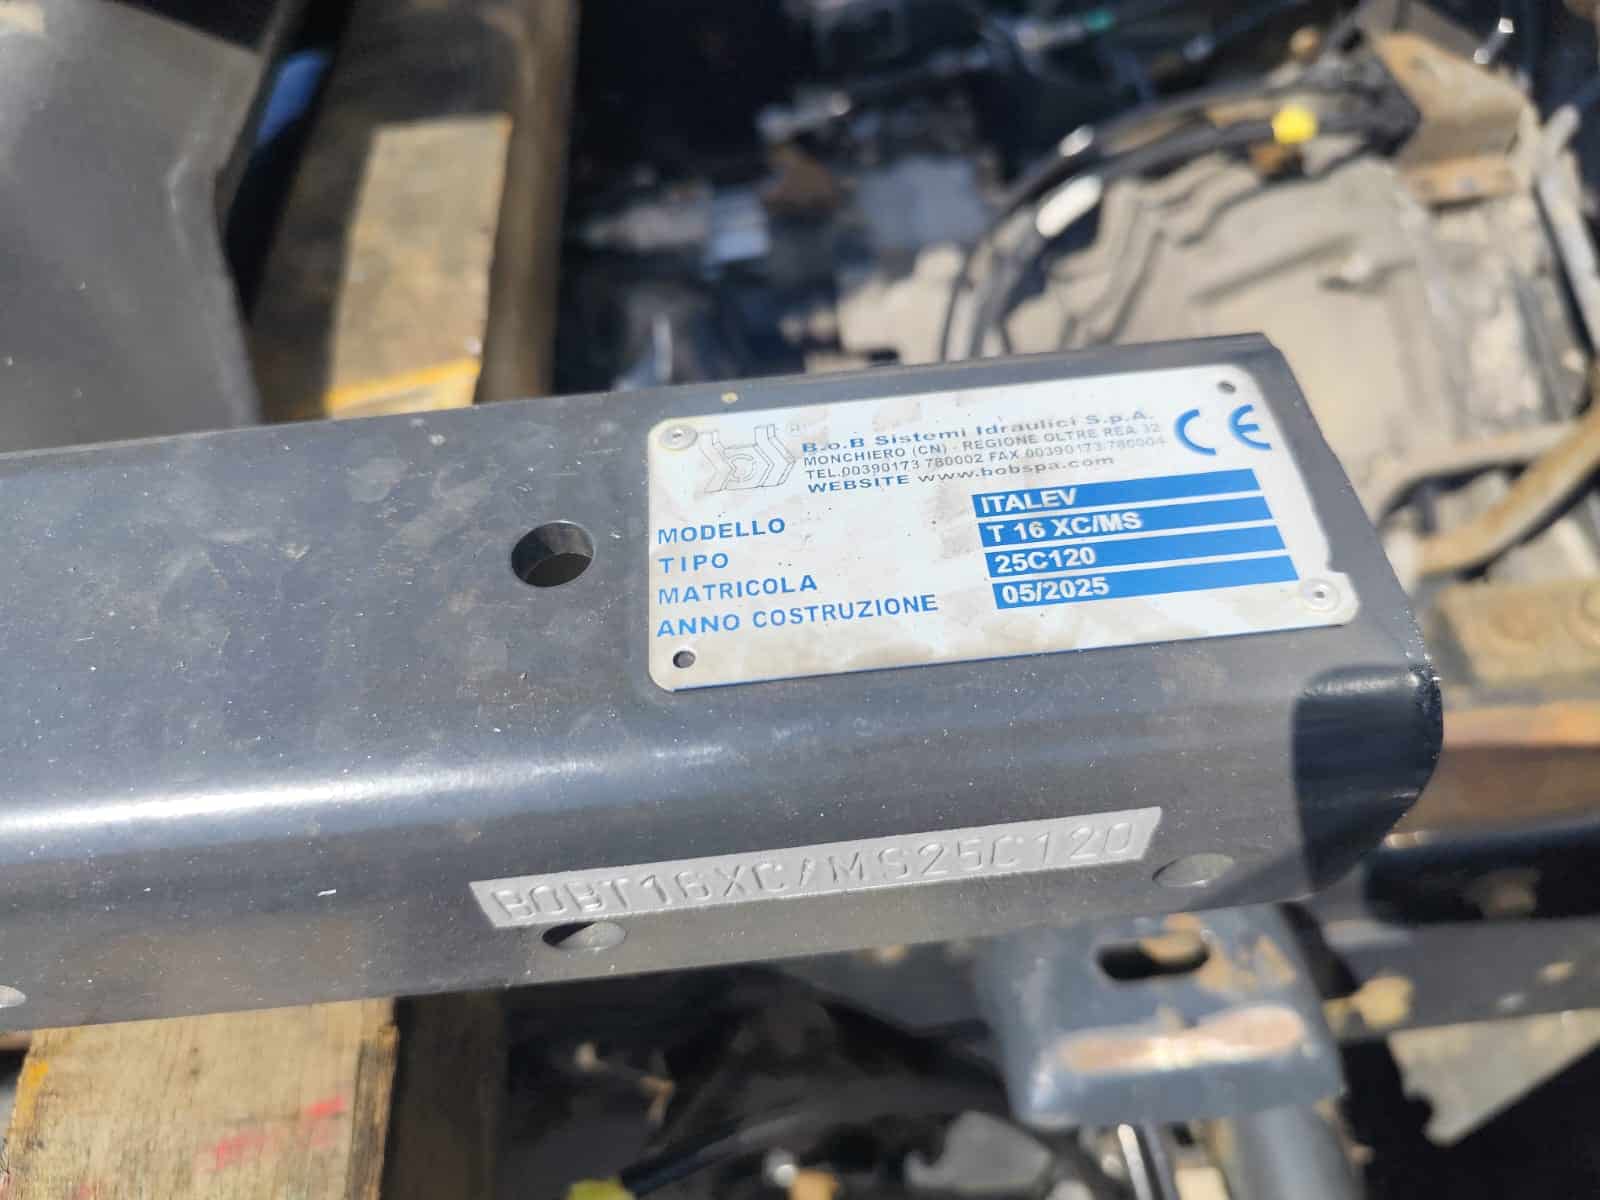 B.o.B Sistemi Idraulici S.p.A.
MONCHIERO (CN) - REGIONE OLTRE REA 32
TEL.00390173 780002 FAX.00390173.780004
WEBSITE www.bobspa.com
CE
MODELLO ITALEV
TIPO T 16 XC/MS
MATRICOLA 25C120
ANNO COSTRUZIONE 05/2025
BOBT16XC/MS25C120